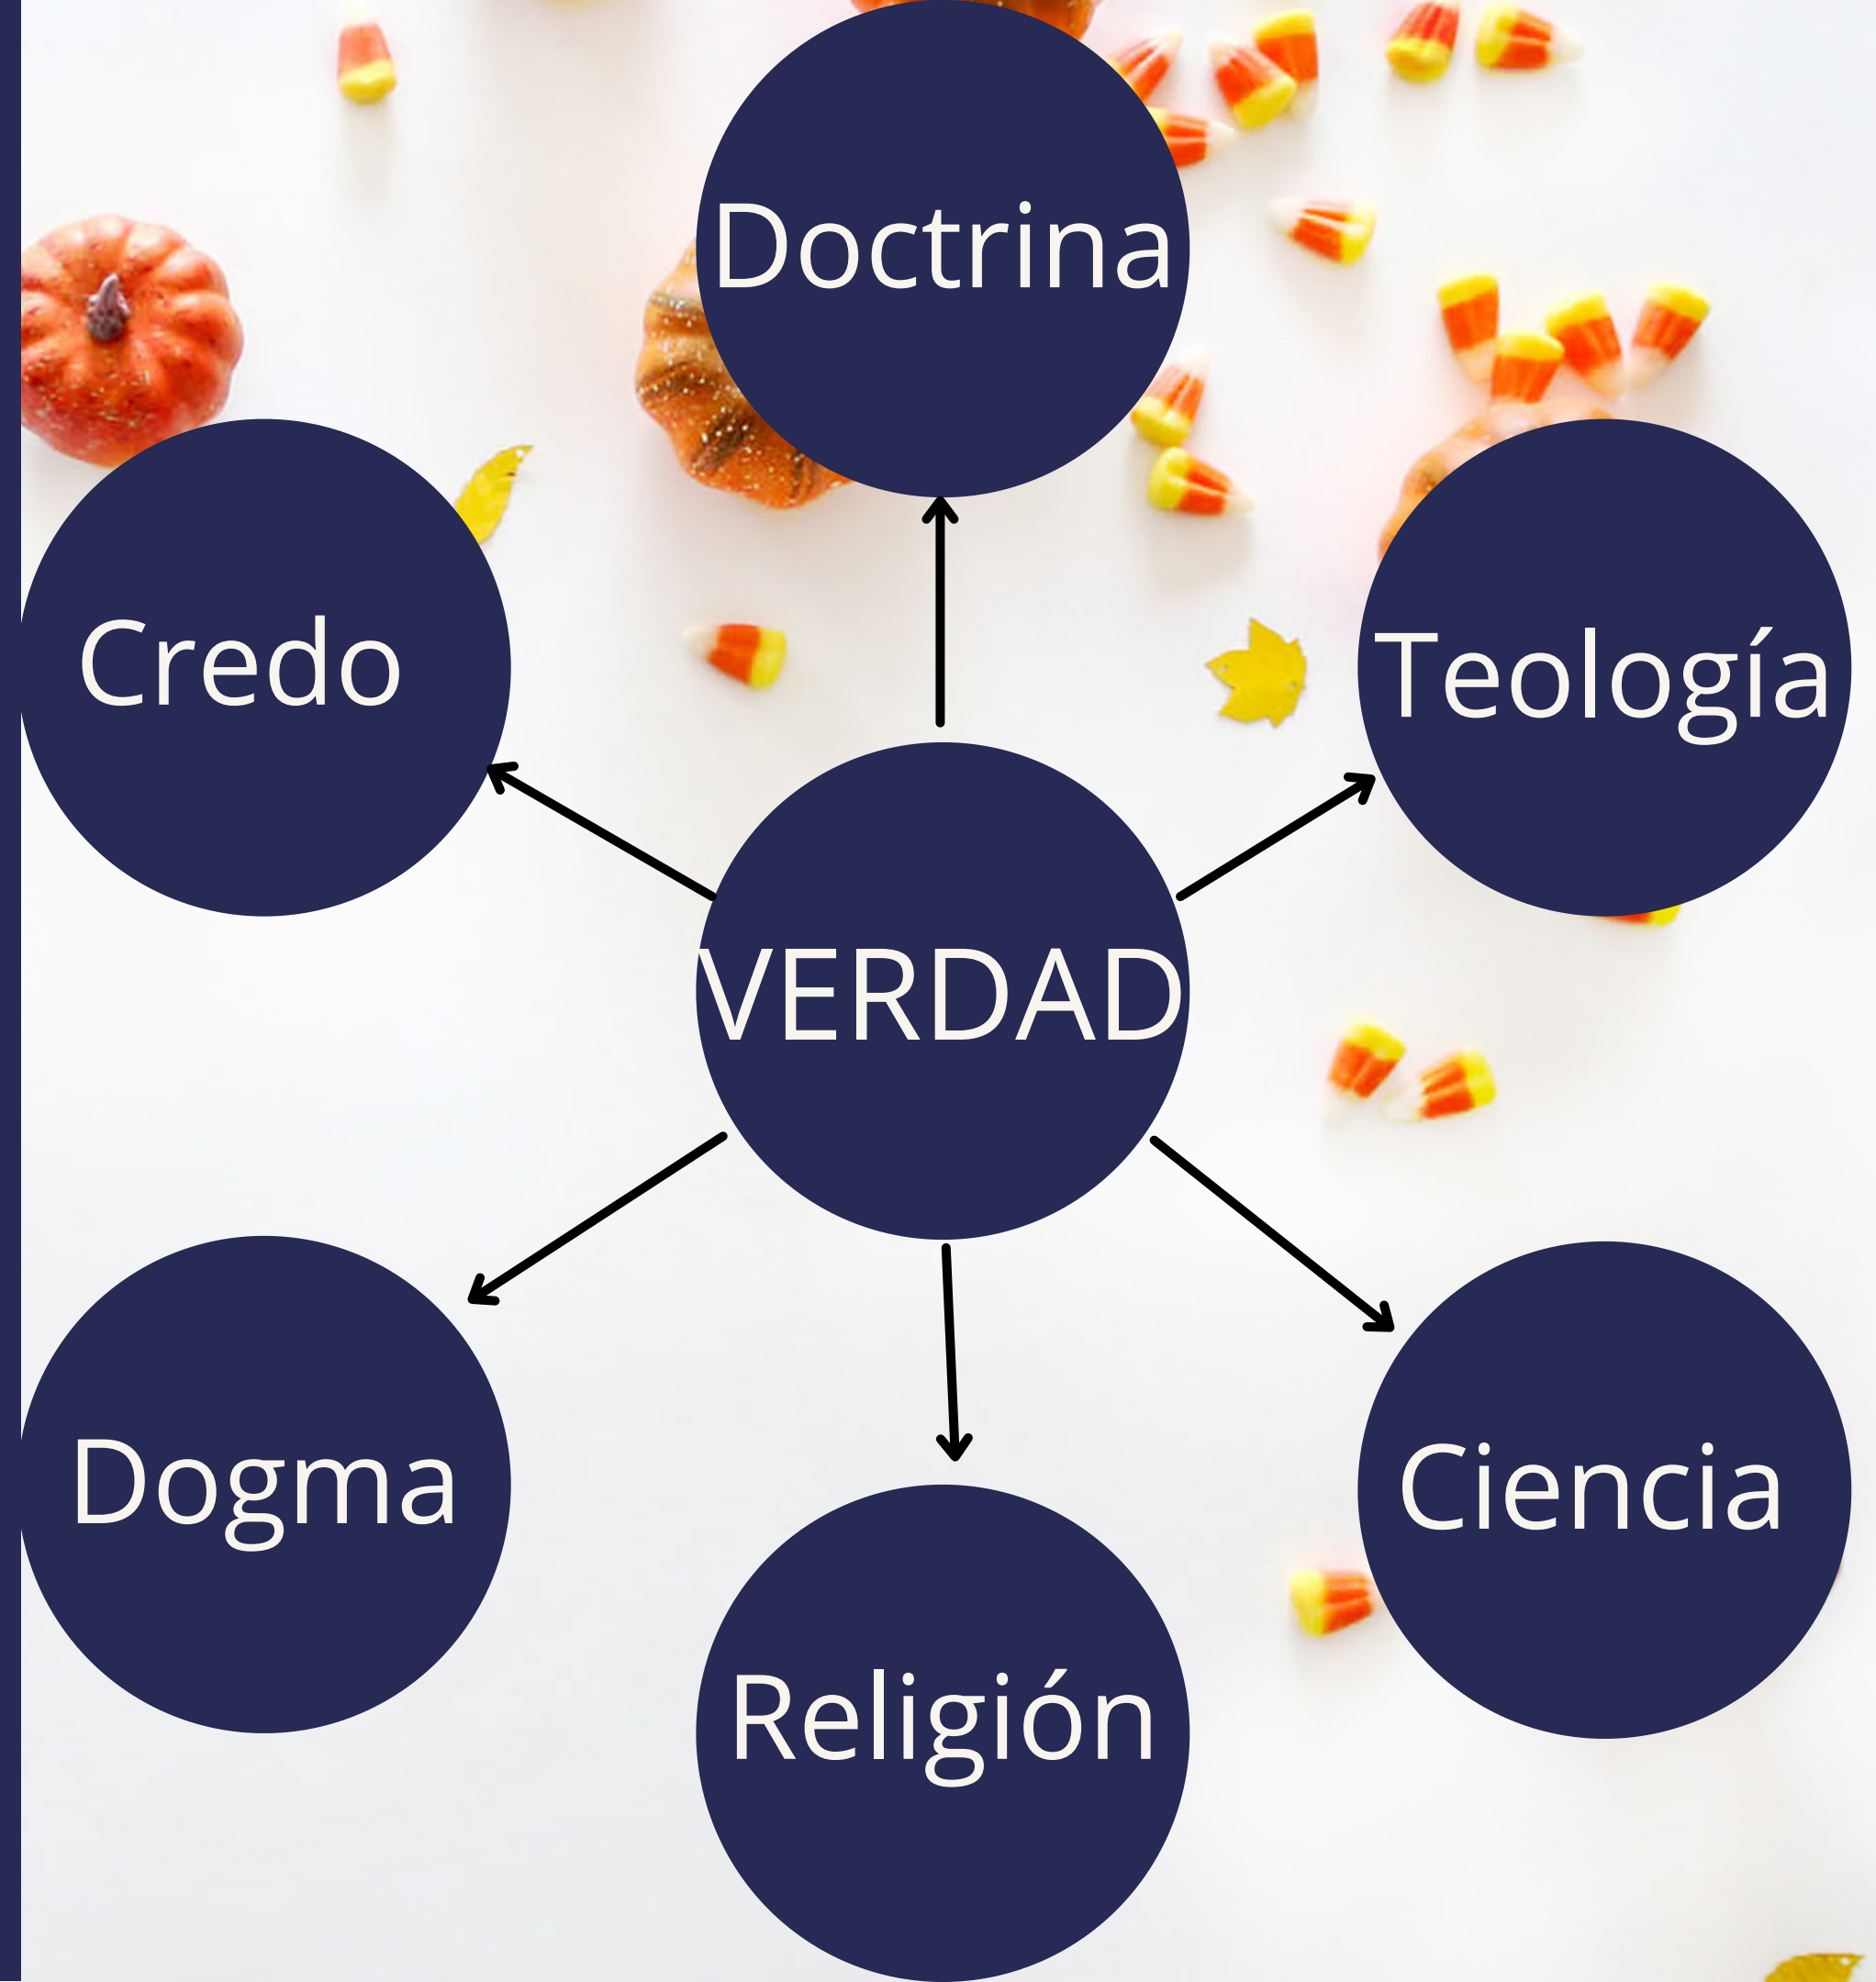 Doctrina
Credo
Teología
VERDAD
Dogma
Ciencia
Religión